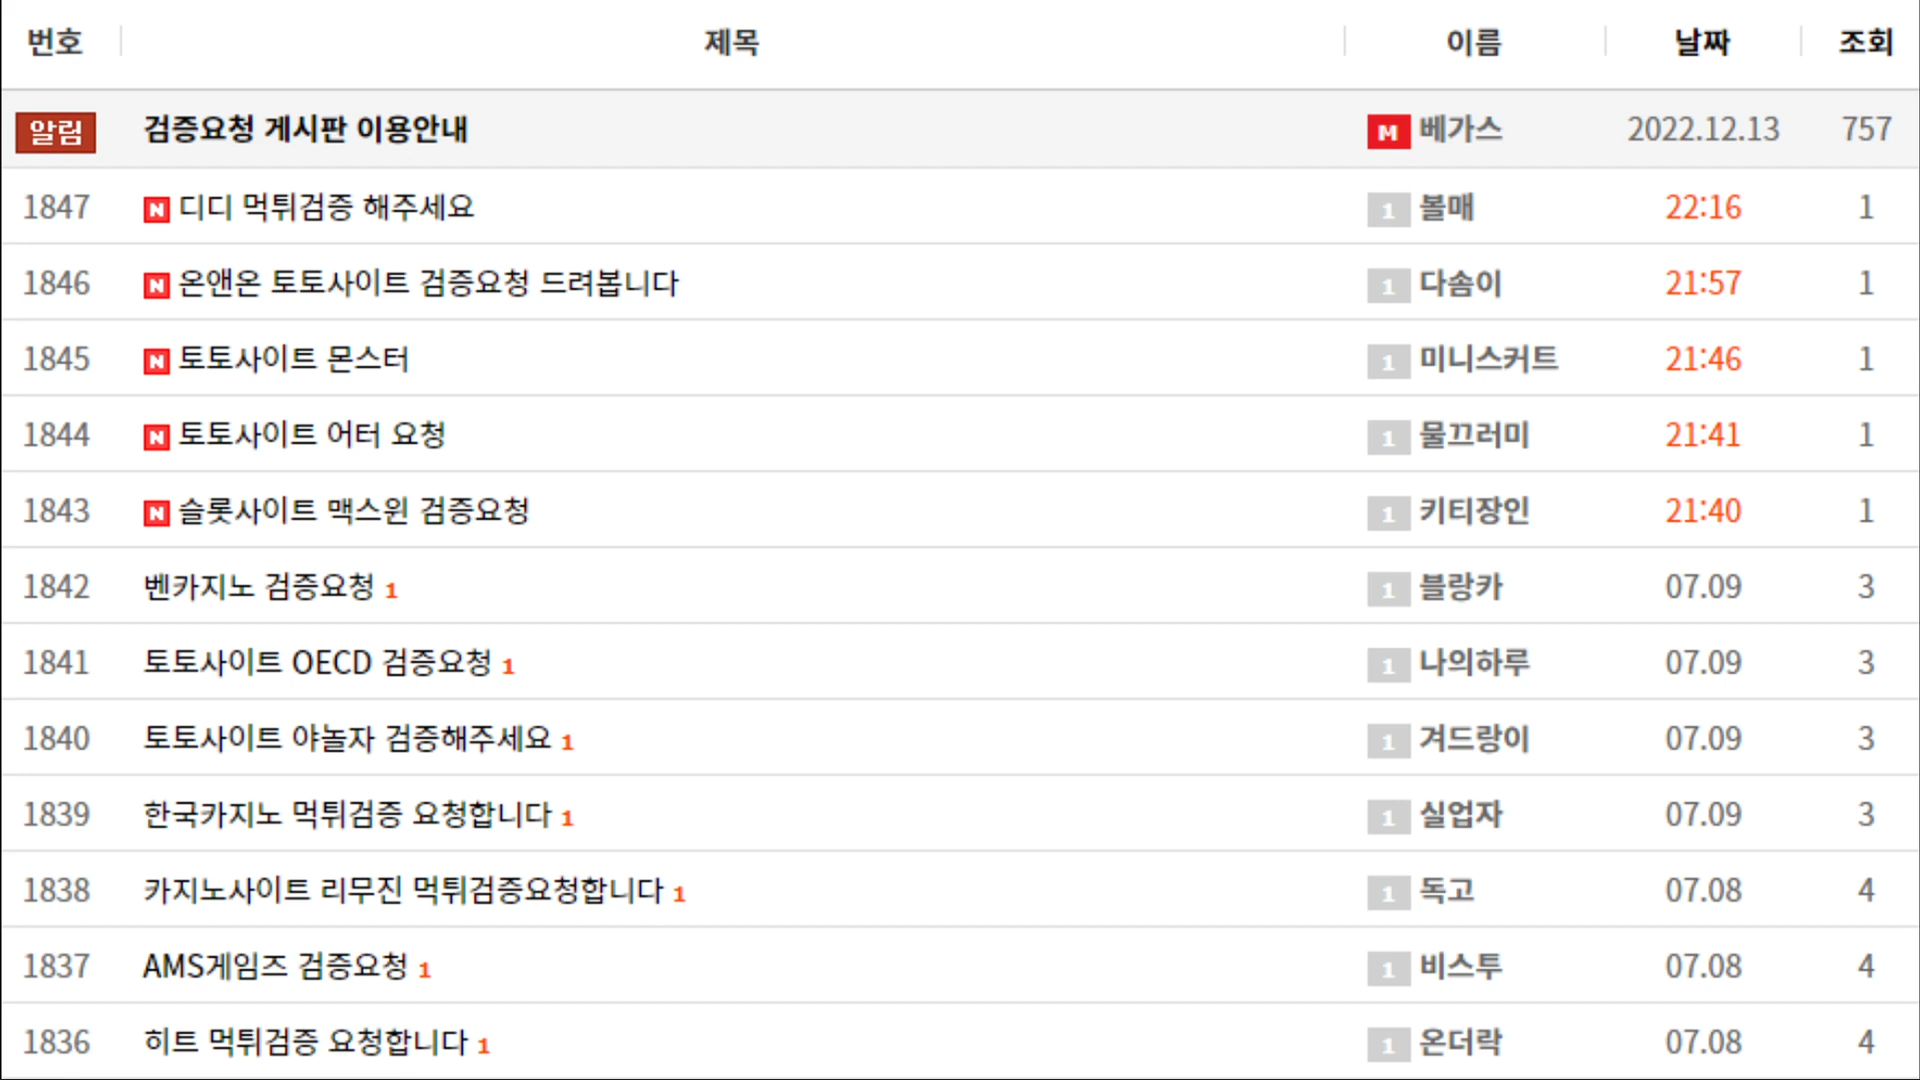 번호 제목 이름 날짜 조회
알림 검증요청 게시판 이용안내 M 베가스 2022.12.13 757
1847 N 디디 먹튀검증 해주세요 1 볼매 22:16 1
1846 N 온앤온 토토사이트 검증요청 드려봅니다 1 다솜이 21:57 1
1845 N 토토사이트 몬스터 1 미니스커트 21:46 1
1844 N 토토사이트 어터 요청 1 물끄러미 21:41 1
1843 N 슬롯사이트 맥스윈 검증요청 1 키티장인 21:40 1
1842 벤카지노 검증요청 1 1 블랑카 07.09 3
1841 토토사이트 OECD 검증요청 1 1 나의하루 07.09 3
1840 토토사이트 야놀자 검증해주세요 1 1 겨드랑이 07.09 3
1839 한국카지노 먹튀검증 요청합니다 1 1 실업자 07.09 3
1838 카지노사이트 리무진 먹튀검증요청합니다 1 1 독고 07.08 4
1837 AMS게임즈 검증요청 1 1 비스투 07.08 4
1836 히트 먹튀검증 요청합니다 1 1 온더락 07.08 4